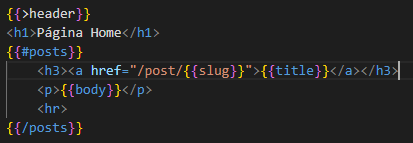 {{>header}}
<h1>Página Home</h1>
{{#posts}}
    <h3><a href="/post/{{slug}}">{{title}}</a></h3>
    <p>{{body}}</p>
    <hr>
{{/posts}}